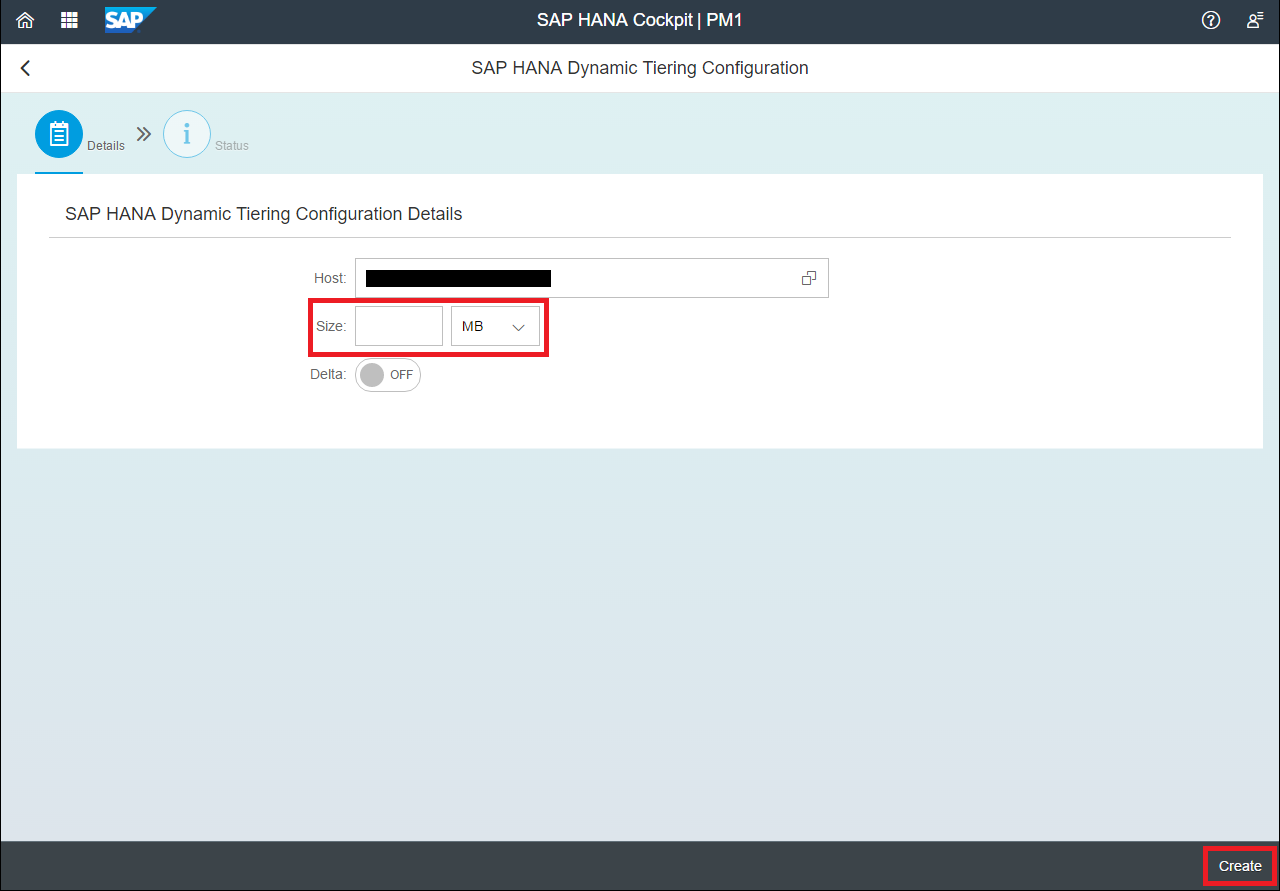 SAP
SAP HANA Cockpit | PM1
SAP HANA Dynamic Tiering Configuration
Details
Status
SAP HANA Dynamic Tiering Configuration Details
Host:
Size: MB
Delta: OFF
Create